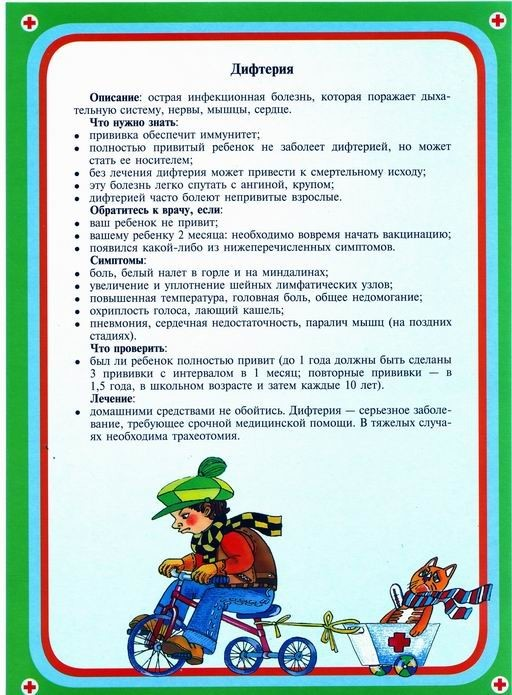 Дифтерия
Описание: острая инфекционная болезнь, которая поражает дыха-
тельную систему, нервы, мышцы, сердце.
Что нужно знать:
• прививка обеспечит иммунитет;
• полностью привитый ребенок не заболеет дифтерией, но может
стать ее носителем;
• без лечения дифтерия может привести к смертельному исходу;
• эту болезнь легко спутать с ангиной, крупом;
• дифтерией часто болеют непривитые взрослые.
Обратитесь к врачу, если:
• ваш ребенок не привит;
• вашему ребенку 2 месяца: необходимо вовремя начать вакцинацию;
• появился какой-либо из нижеперечисленных симптомов.
Симптомы:
• боль, белый налет в горле и на миндалинах;
• увеличение и уплотнение шейных лимфатических узлов;
• повышенная температура, головная боль, общее недомогание;
• охриплость голоса, лающий кашель;
• пневмония, сердечная недостаточность, паралич мышц (на поздних
стадиях).
Что проверить:
• был ли ребенок полностью привит (до 1 года должны быть сделаны
3 прививки с интервалом в 1 месяц; повторные прививки — в
1,5 года, в школьном возрасте и затем каждые 10 лет).
Лечение:
• домашними средствами не обойтись. Дифтерия — серьезное заболе-
вание, требующее срочной медицинской помощи. В тяжелых случа-
ях необходима трахеотомия.